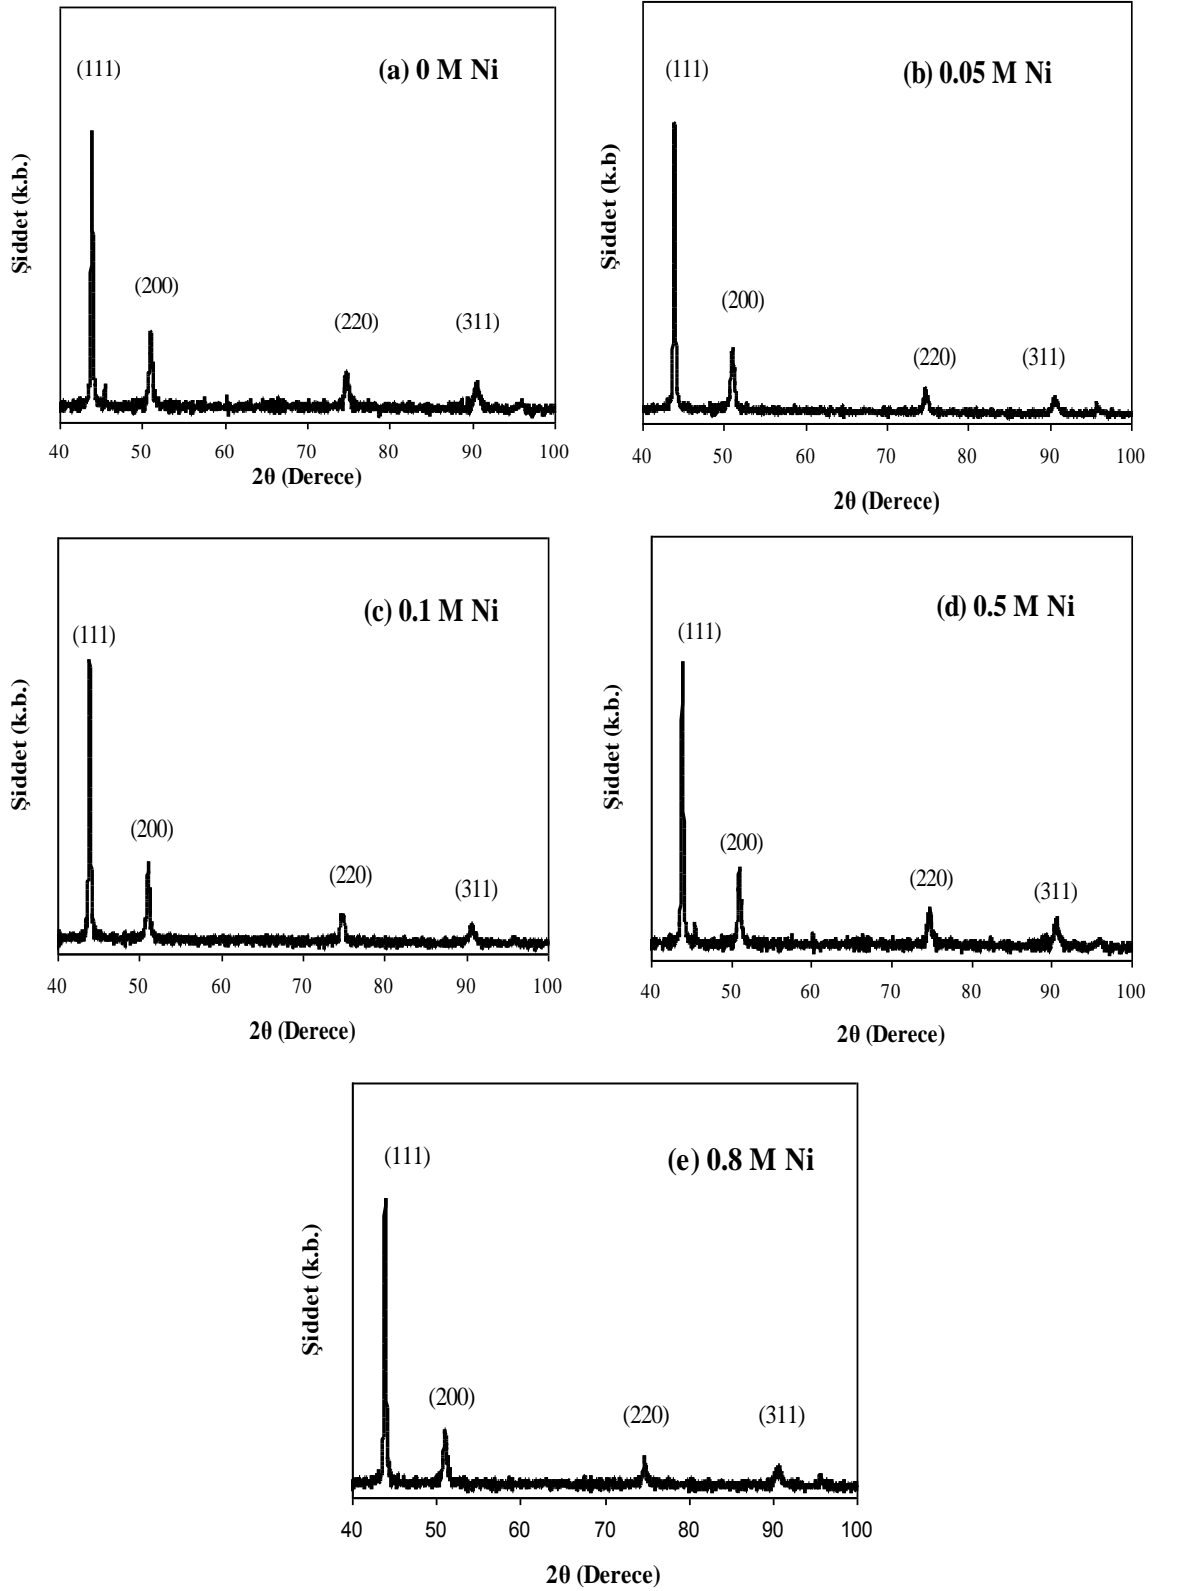 (111)
(a) 0 M Ni
(200)
(220)
(311)
Şiddet (k.b.)
40 50 60 70 80 90 100
2θ (Derece)
(111)
(b) 0.05 M Ni
(200)
(220)
(311)
Şiddet (k.b)
40 50 60 70 80 90 100
2θ (Derece)
(111)
(c) 0.1 M Ni
(200)
(220)
(311)
Şiddet (k.b.)
40 50 60 70 80 90 100
2θ (Derece)
(111)
(d) 0.5 M Ni
(200)
(220)
(311)
Şiddet (k.b.)
40 50 60 70 80 90 100
2θ (Derece)
(111)
(e) 0.8 M Ni
(200)
(220)
(311)
Şiddet (k.b.)
40 50 60 70 80 90 100
2θ (Derece)